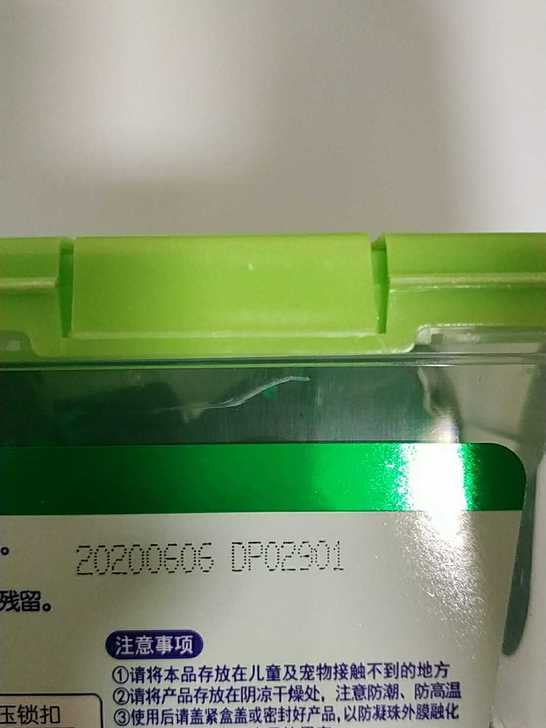 。
20200606 DP02901
残留。
注意事项
①请将本品存放在儿童及宠物接触不到的地方
②请将产品存放在阴凉干燥处，注意防潮、防高温
压锁扣
③使用后请盖紧盒盖或密封好产品,以防凝珠外膜融化